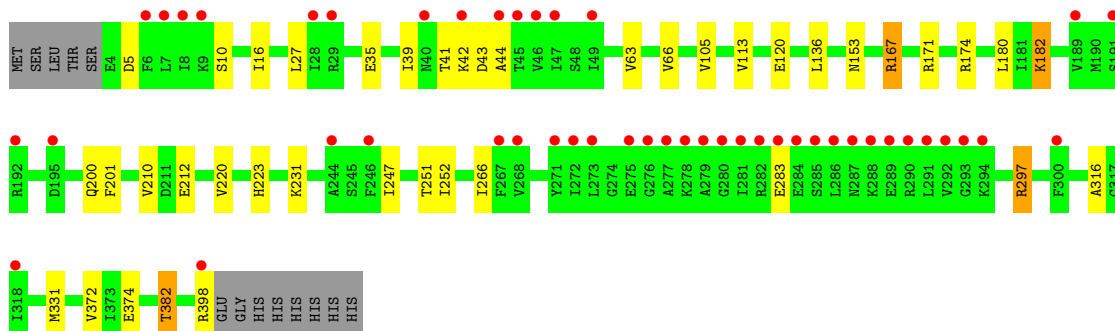 MET SER LEU THR SER E4 D5 F6 L7 I8 K9 S10 I16 L27 I28 R29 E35 I39 N40 T41 K42 D43 A44 T45 V46 I47 S48 I49 V63 V66 V105 V113 E120 L136 N153 R167 R171 R174 L180 I181 K182 V189 M190 S191
R192 D195 Q200 F201 V210 D211 E212 V220 H223 K231 A244 S245 F246 I247 T251 I252 I266 F267 V268 Y271 I272 L273 G274 E275 G276 A277 K278 A279 G280 I281 R282 E283 E284 S285 L286 N287 K288 E289 R290 L291 V292 G293 K294 R297 F300 A316 G317
I318 M331 V372 I373 E374 T382 R398 GLU GLY HIS HIS HIS HIS HIS HIS